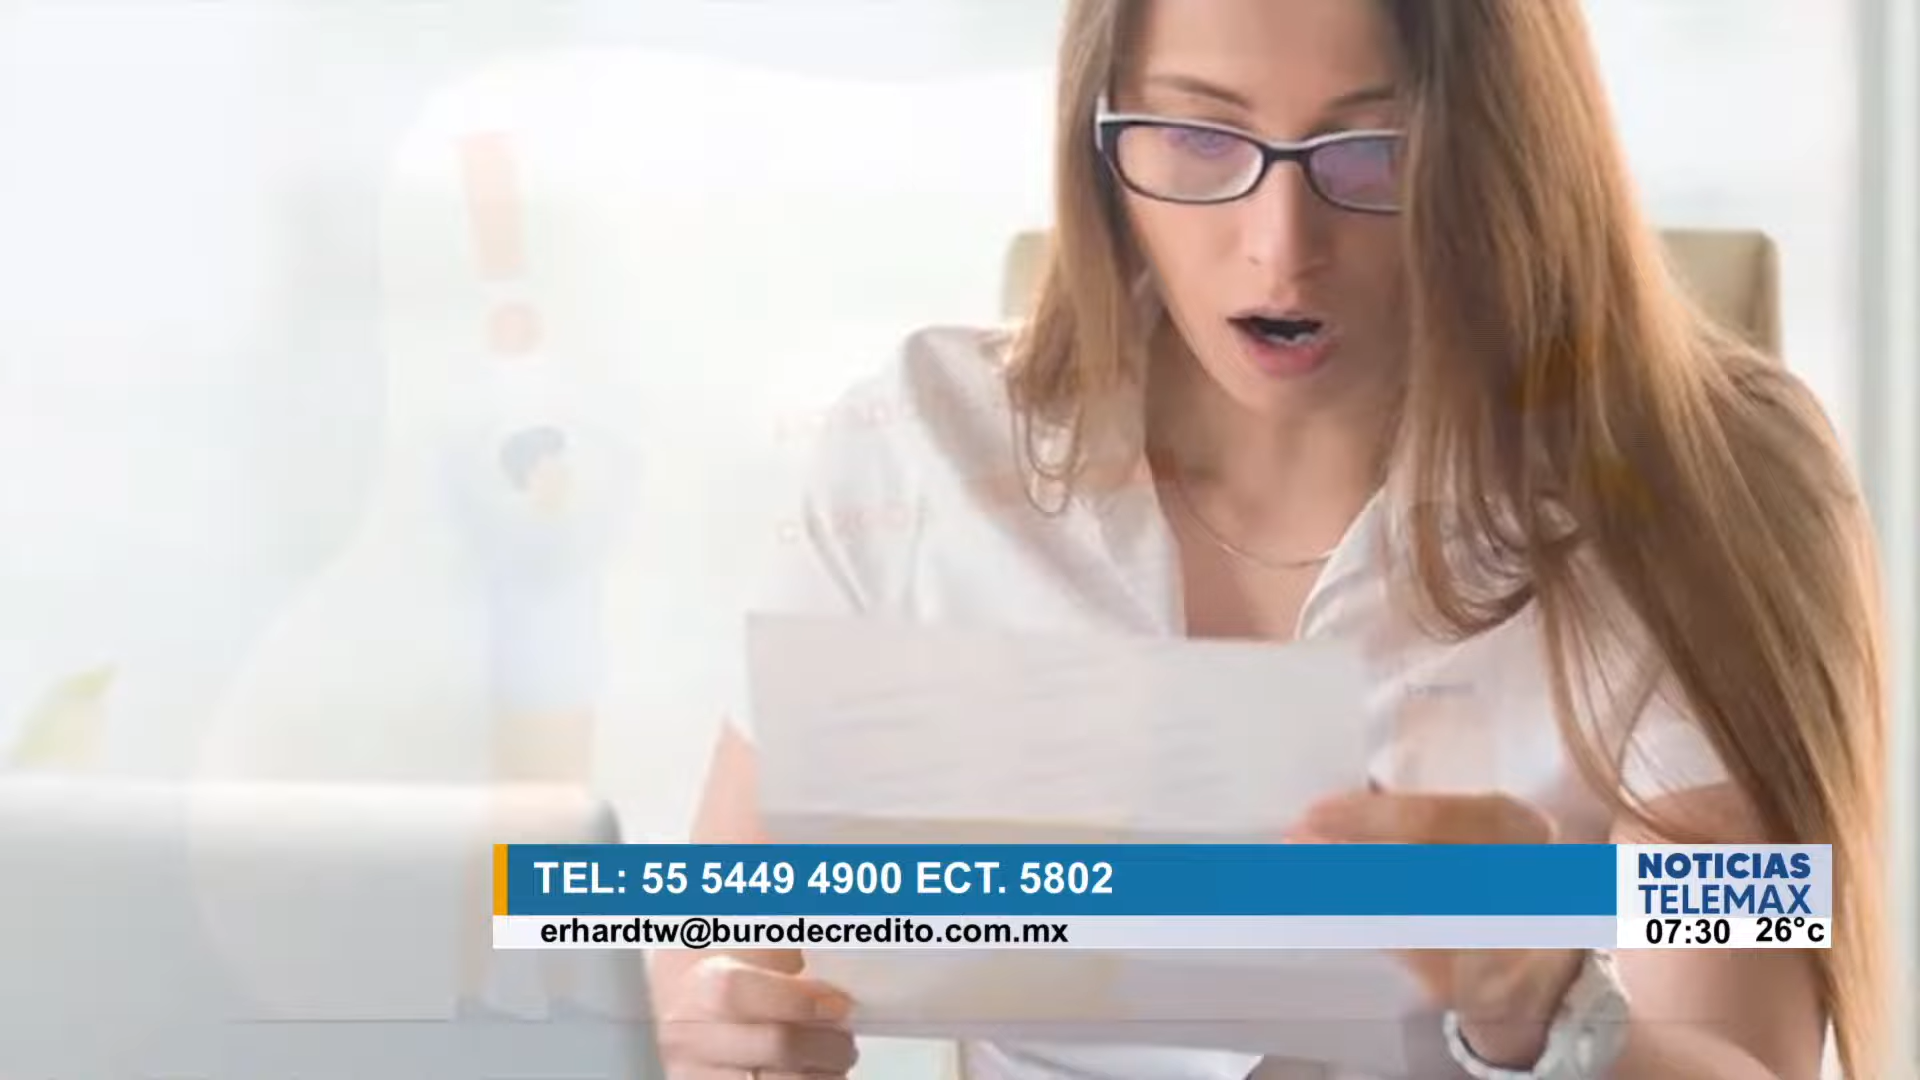 TEL: 55 5449 4900 ECT. 5802
erhardtw@burodecredito.com.mx
NOTICIAS
TELEMAX
07:30 26°c